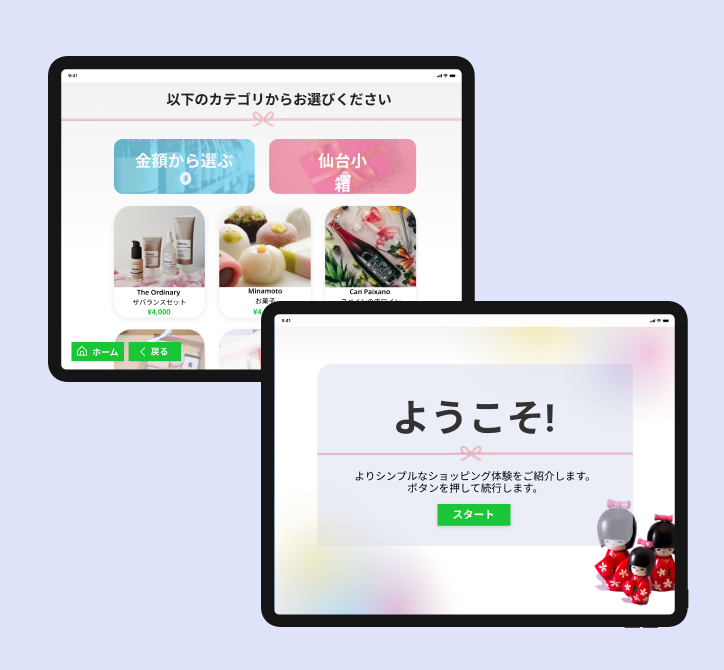 9:41
以下のカテゴリからお選びください
金額から選ぶ
仙台小
箱
The Ordinary
ザバランスセット
¥4,000
Minamoto
お菓子
¥4
Can Paixano
ホーム
戻る
9:41
ようこそ!
よりシンプルなショッピング体験をご紹介します。
ボタンを押して続行します。
スタート